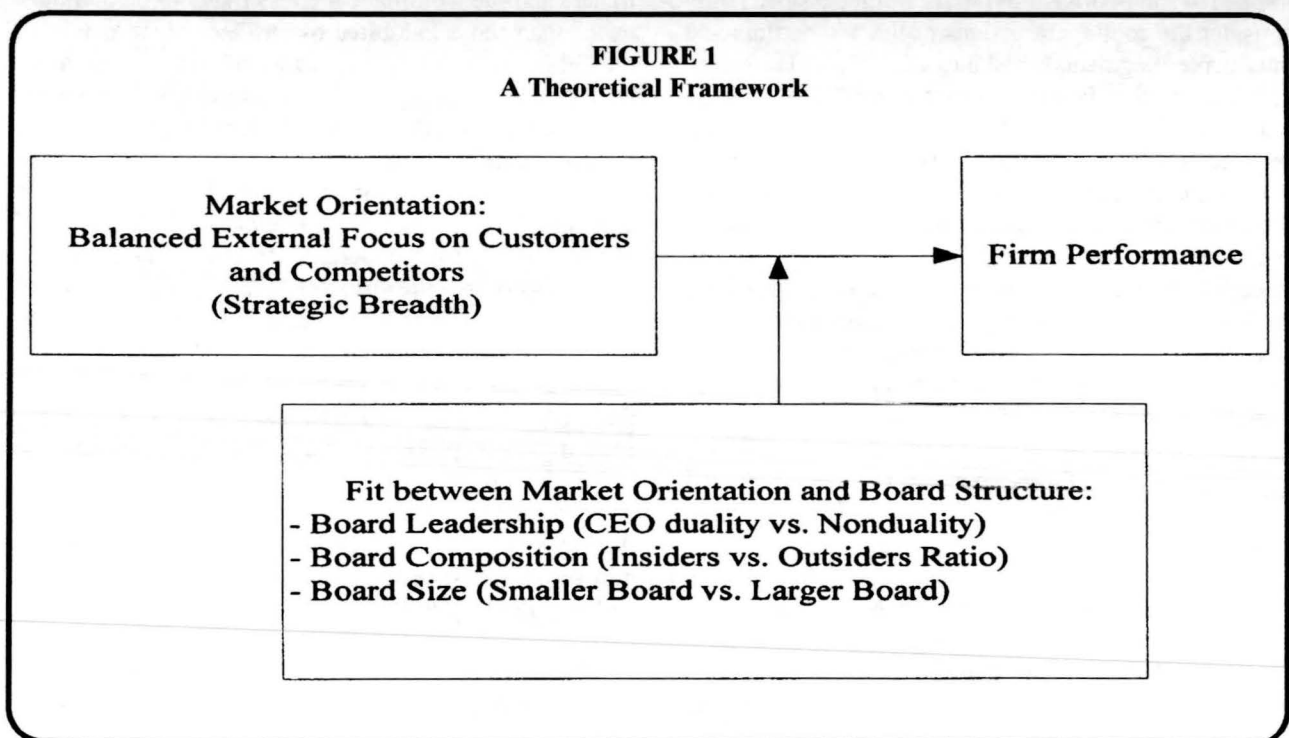 FIGURE 1
A Theoretical Framework
Market Orientation:
Balanced External Focus on Customers
and Competitors
(Strategic Breadth)
Firm Performance
Fit between Market Orientation and Board Structure:
- Board Leadership (CEO duality vs. Nonduality)
- Board Composition (Insiders vs. Outsiders Ratio)
- Board Size (Smaller Board vs. Larger Board)